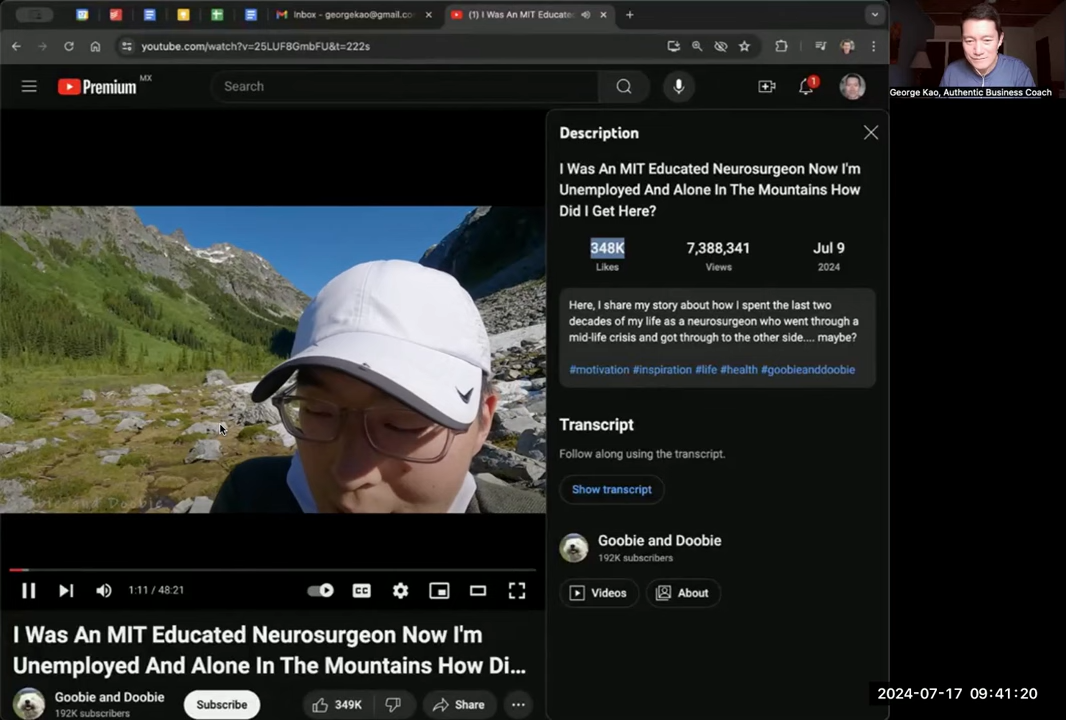 Inbox - georgekao@gmail.co
(1) I Was An MIT Educate
youtube.com/watch?v=25LUF8GmbFU&t=222s
Premium MX
Search
1
George Kao, Authentic Business Coach
Description
I Was An MIT Educated Neurosurgeon Now I'm
Unemployed And Alone In The Mountains How
Did I Get Here?
348K 7,388,341 Jul 9
Likes Views 2024
Here, I share my story about how I spent the last two
decades of my life as a neurosurgeon who went through a
mid-life crisis and got through to the other side.... maybe?
#motivation #inspiration #life #health #goobieanddoobie
Transcript
Follow along using the transcript.
Show transcript
Goobie and Doobie
192K subscribers
Videos About
Goobie and Doobie
1:11 / 48:21
CC
I Was An MIT Educated Neurosurgeon Now I'm
Unemployed And Alone In The Mountains How Di...
Goobie and Doobie
192K subscribers
Subscribe
349K
Share
2024-07-17 09:41:20